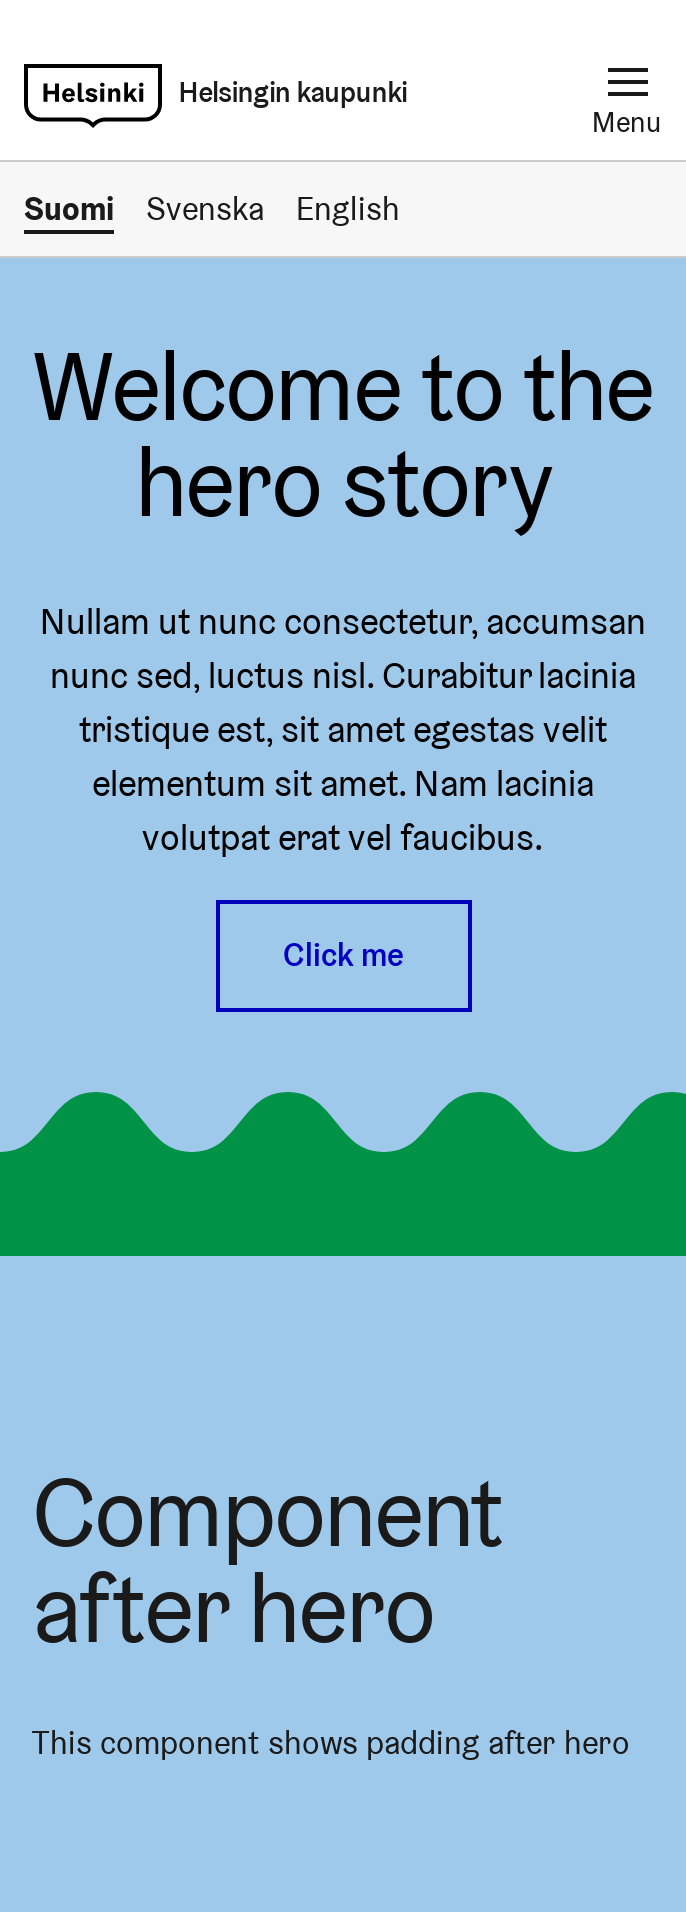 Helsinki
Helsingin kaupunki
Menu
Suomi Svenska English
Welcome to the
hero story
Nullam ut nunc consectetur, accumsan
nunc sed, luctus nisl. Curabitur lacinia
tristique est, sit amet egestas velit
elementum sit amet. Nam lacinia
volutpat erat vel faucibus.
Click me
Component
after hero
This component shows padding after hero